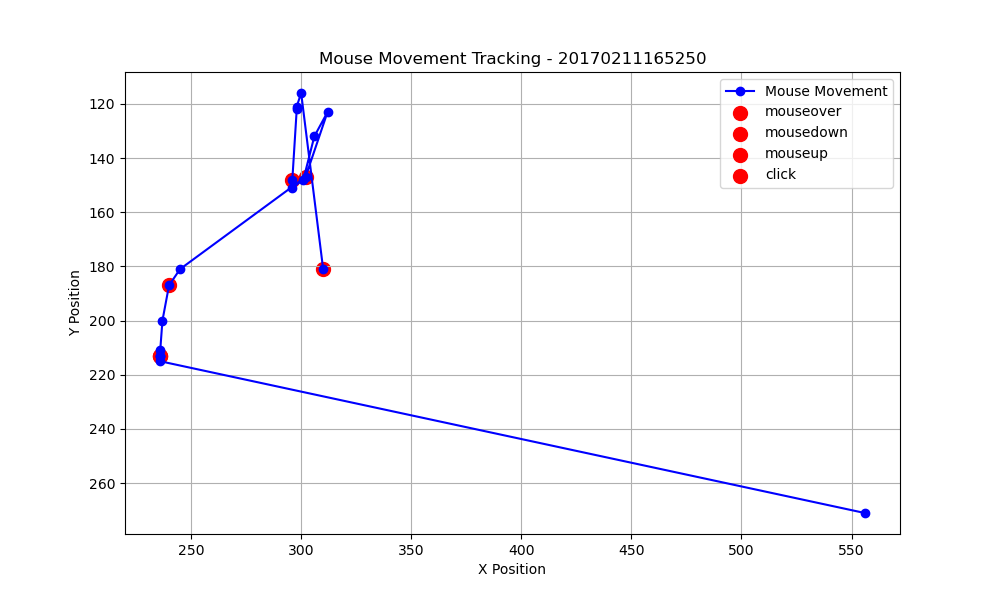 Mouse Movement Tracking - 20170211165250
Mouse Movement
mouseover
mousedown
mouseup
click
120
140
160
180
200
220
240
260
Y Position
250 300 350 400 450 500 550
X Position